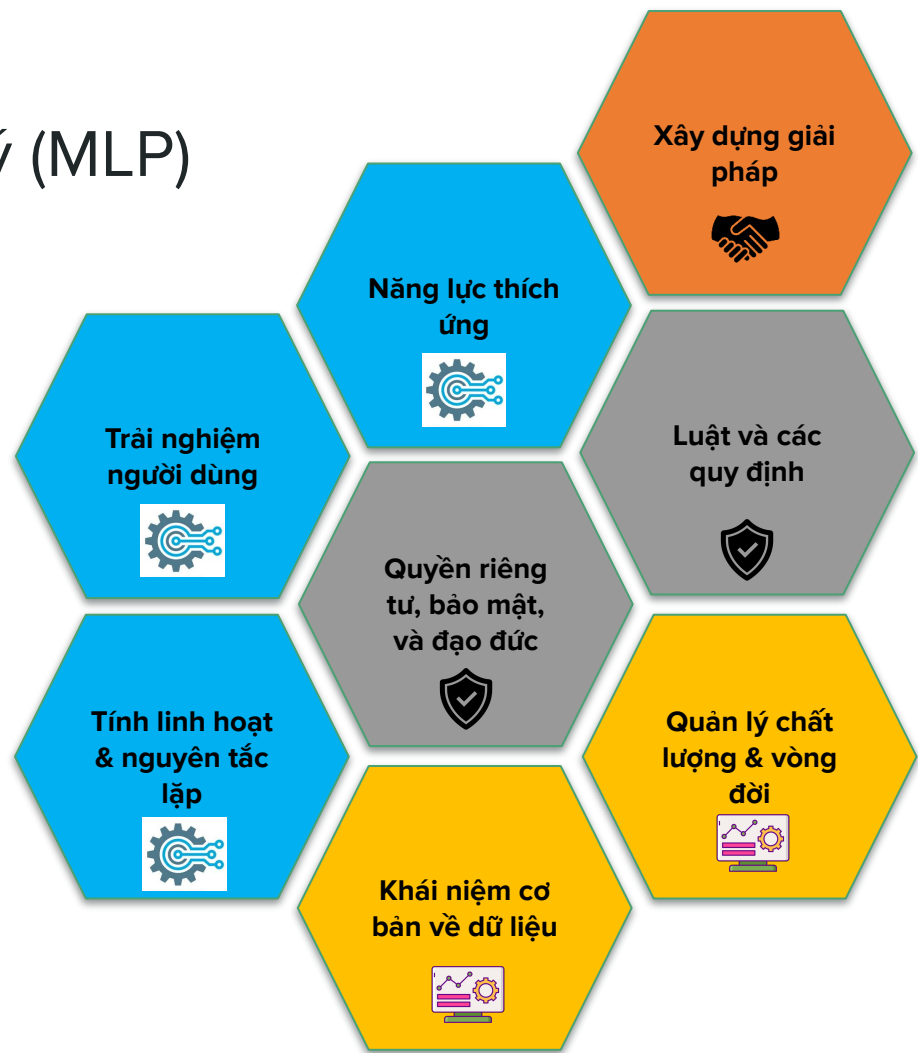 ý (MLP)
Xây dựng giải
pháp
Năng lực thích
ứng
Trải nghiệm
người dùng
Luật và các
quy định
Quyền riêng
tư, bảo mật,
và đạo đức
Tính linh hoạt
& nguyên tắc
lặp
Quản lý chất
lượng & vòng
đời
Khái niệm cơ
bản về dữ liệu